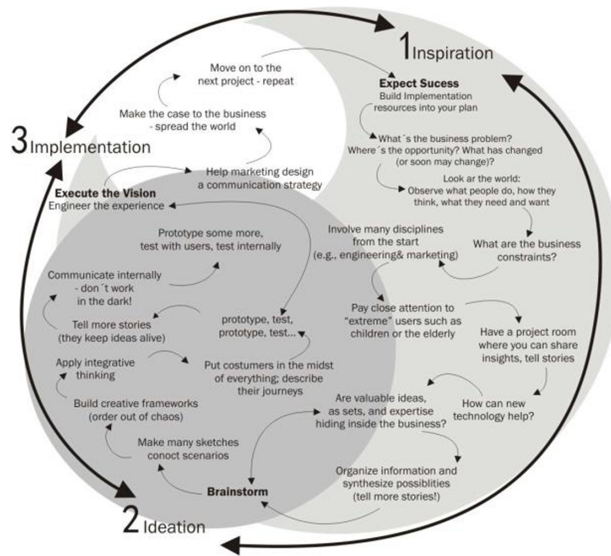 1 Inspiration
Expect Sucess
Build Implementation
resources into your plan
What´s the business problem?
Where´s the opportunity? What has changed
(or soon may change)?
Look ar the world:
Observe what people do, how they
think, what they need and want
What are the business
constraints?
Involve many disciplines
from the start
(e.g., engineering& marketing)
Pay close attention to
"extreme" users such as
children or the elderly
Have a project room
where you can share
insights, tell stories
How can new
technology help?
Are valuable ideas,
as sets, and expertise
hiding inside the business?
Organize information and
synthesize possiblities
(tell more stories!)
2 Ideation
Brainstorm
Make many sketches
conoct scenarios
Build creative frameworks
(order out of chaos)
Apply integrative
thinking
Put costumers in the midst
of everything; describe
their journeys
prototype, test,
prototype, test...
Tell more stories
(they keep ideas alive)
Communicate internally
- don´t work
in the dark!
Prototype some more,
test with users, test internally
3 Implementation
Execute the Vision
Engineer the experience
Help marketing design
a communication strategy
Make the case to the business
- spread the world
Move on to the
next project - repeat